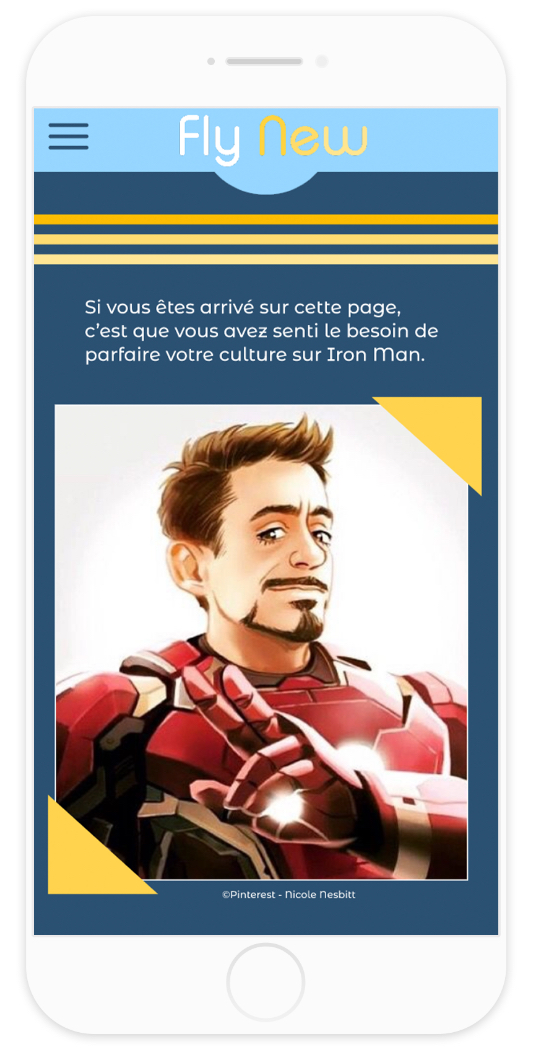 Fly New
Si vous êtes arrivé sur cette page,
c’est que vous avez senti le besoin de
parfaire votre culture sur Iron Man.
©Pinterest - Nicole Nesbitt